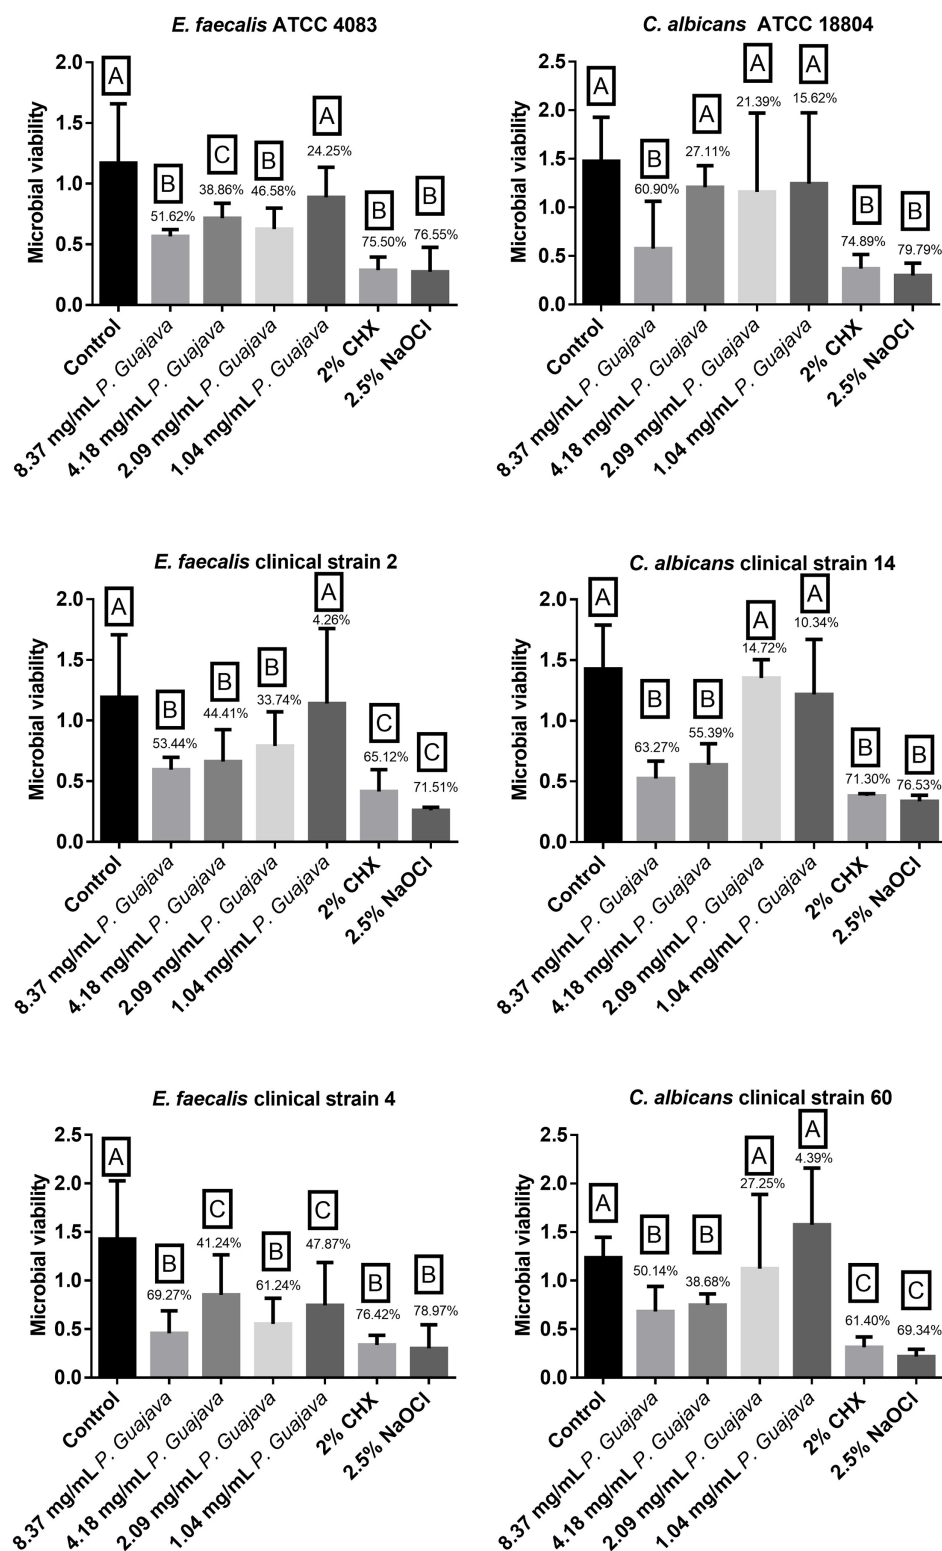 E. faecalis ATCC 4083
Microbial viability
2.0
1.5
1.0
0.5
0.0
A
B
51.62%
C
38.86%
B
46.58%
A
24.25%
B
75.50%
B
76.55%
Control
8.37 mg/mL P. Guajava
4.18 mg/mL P. Guajava
2.09 mg/mL P. Guajava
1.04 mg/mL P. Guajava
2% CHX
2.5% NaOCl
C. albicans ATCC 18804
Microbial viability
2.5
2.0
1.5
1.0
0.5
0.0
A
B
60.90%
A
27.11%
A
21.39%
A
15.62%
B
74.89%
B
79.79%
Control
8.37 mg/mL P. Guajava
4.18 mg/mL P. Guajava
2.09 mg/mL P. Guajava
1.04 mg/mL P. Guajava
2% CHX
2.5% NaOCl
E. faecalis clinical strain 2
Microbial viability
2.0
1.5
1.0
0.5
0.0
A
B
53.44%
B
44.41%
B
33.74%
A
4.26%
C
65.12%
C
71.51%
Control
8.37 mg/mL P. Guajava
4.18 mg/mL P. Guajava
2.09 mg/mL P. Guajava
1.04 mg/mL P. Guajava
2% CHX
2.5% NaOCl
C. albicans clinical strain 14
Microbial viability
2.0
1.5
1.0
0.5
0.0
A
B
63.27%
B
55.39%
A
14.72%
A
10.34%
B
71.30%
B
76.53%
Control
8.37 mg/mL P. Guajava
4.18 mg/mL P. Guajava
2.09 mg/mL P. Guajava
1.04 mg/mL P. Guajava
2% CHX
2.5% NaOCl
E. faecalis clinical strain 4
Microbial viability
2.5
2.0
1.5
1.0
0.5
0.0
A
B
69.27%
C
41.24%
B
61.24%
C
47.87%
B
76.42%
B
78.97%
Control
8.37 mg/mL P. Guajava
4.18 mg/mL P. Guajava
2.09 mg/mL P. Guajava
1.04 mg/mL P. Guajava
2% CHX
2.5% NaOCl
C. albicans clinical strain 60
Microbial viability
2.5
2.0
1.5
1.0
0.5
0.0
A
B
50.14%
B
38.68%
A
27.25%
A
4.39%
C
61.40%
C
69.34%
Control
8.37 mg/mL P. Guajava
4.18 mg/mL P. Guajava
2.09 mg/mL P. Guajava
1.04 mg/mL P. Guajava
2% CHX
2.5% NaOCl